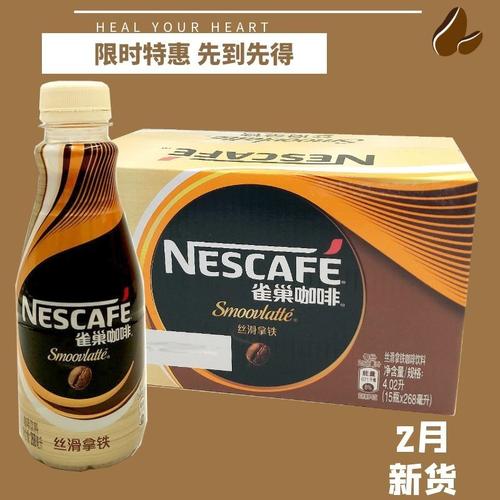 HEAL YOUR HEART
限时特惠 先到先得
Smoovlatte
NESCAFÉ
NESCAFÉ
雀巢咖啡
Smoovlatté
丝滑拿铁
NESCAFÉ
雀巢咖啡
Smoovlatté
丝滑拿铁
丝滑拿铁咖啡饮料
净含量/规格:
4.02升
(15瓶x268毫升)
2月
新货